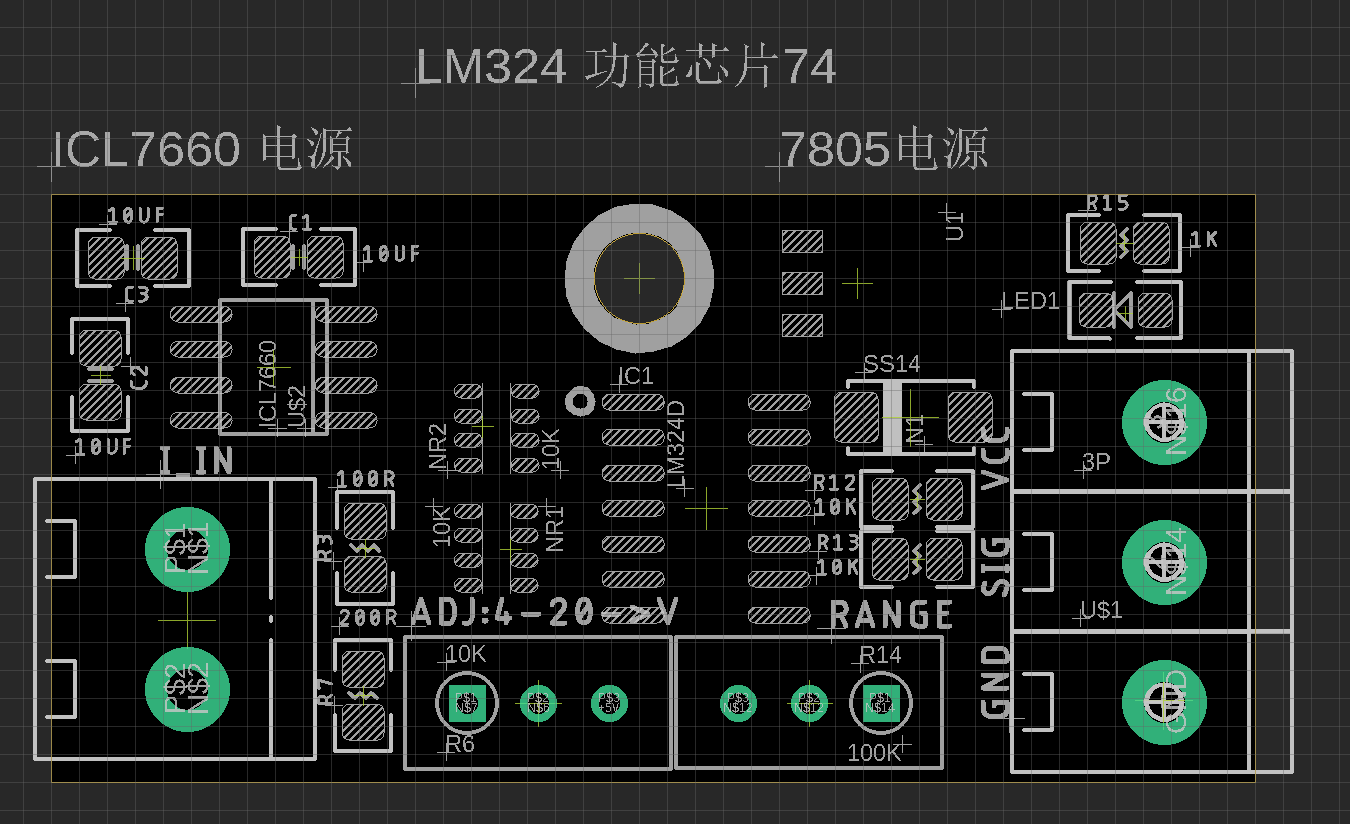 LM324 功能芯片74
ICL7660 电源
7805电源
10UF
C1
10UF
C3
U1
R15
1K
LED1
ICL7660
U$2
C2
10UF
I_IN
IC1
LM324D
NR2
10K
10K
NR1
SS14
N1
VCC
3P
R12
10K
R13
10K
SIG
U$1
GND
100R
R3
200R
R7
P$1
N$1
P$2
N$2
ADJ:4-20->V
RANGE
10K
R6
P$1
N$7
P$2
N$6
P$3
+5V
P$3
P$2
N$12
P$1
N$14
R14
100K
GND